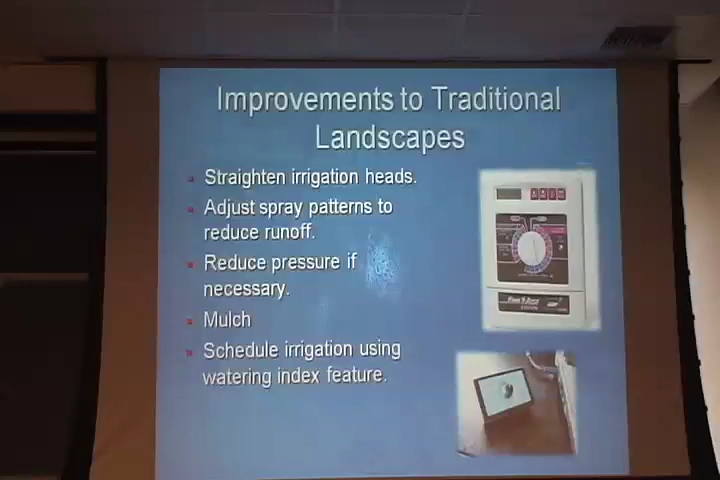 Improvements to Traditional
Landscapes
Straighten irrigation heads.
Adjust spray patterns to
reduce runoff.
Reduce pressure if
necessary.
Mulch
Schedule irrigation using
watering index feature.